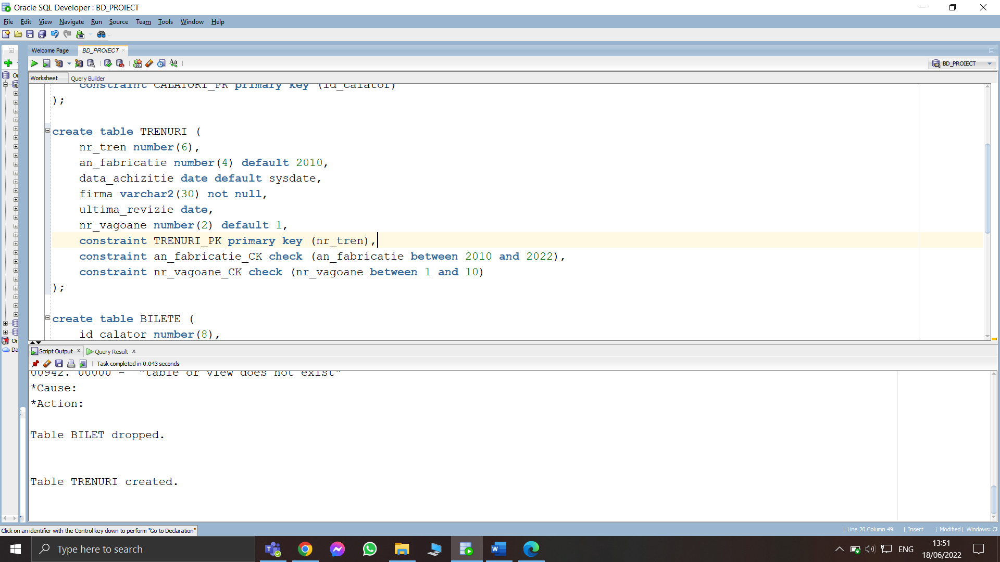 Oracle SQL Developer : BD_PROIECT
File Edit View Navigate Run Source Team Tools Window Help
Welcome Page BD_PROIECT
BD_PROIECT
Worksheet Query Builder
constraint CALATORI_PK primary key (id_calator)
);
create table TRENURI (
nr_tren number(6),
an_fabricatie number(4) default 2010,
data_achizitie date default sysdate,
firma varchar2(30) not null,
ultima_revizie date,
nr_vagoane number(2) default 1,
constraint TRENURI_PK primary key (nr_tren),
constraint an_fabricatie_CK check (an_fabricatie between 2010 and 2022),
constraint nr_vagoane_CK check (nr_vagoane between 1 and 10)
);
create table BILETE (
id_calator number(8),
Or
Or
Da
Script Output x Query Result x
Task completed in 0.043 seconds
00942. 00000 - "table or view does not exist"
*Cause:
*Action:
Table BILET dropped.
Table TRENURI created.
Click on an identifier with the Control key down to perform "Go to Declaration"
Line 20 Column 49 | Insert | Modified | Windows: CF
Type here to search
ENG
13:51
18/06/2022